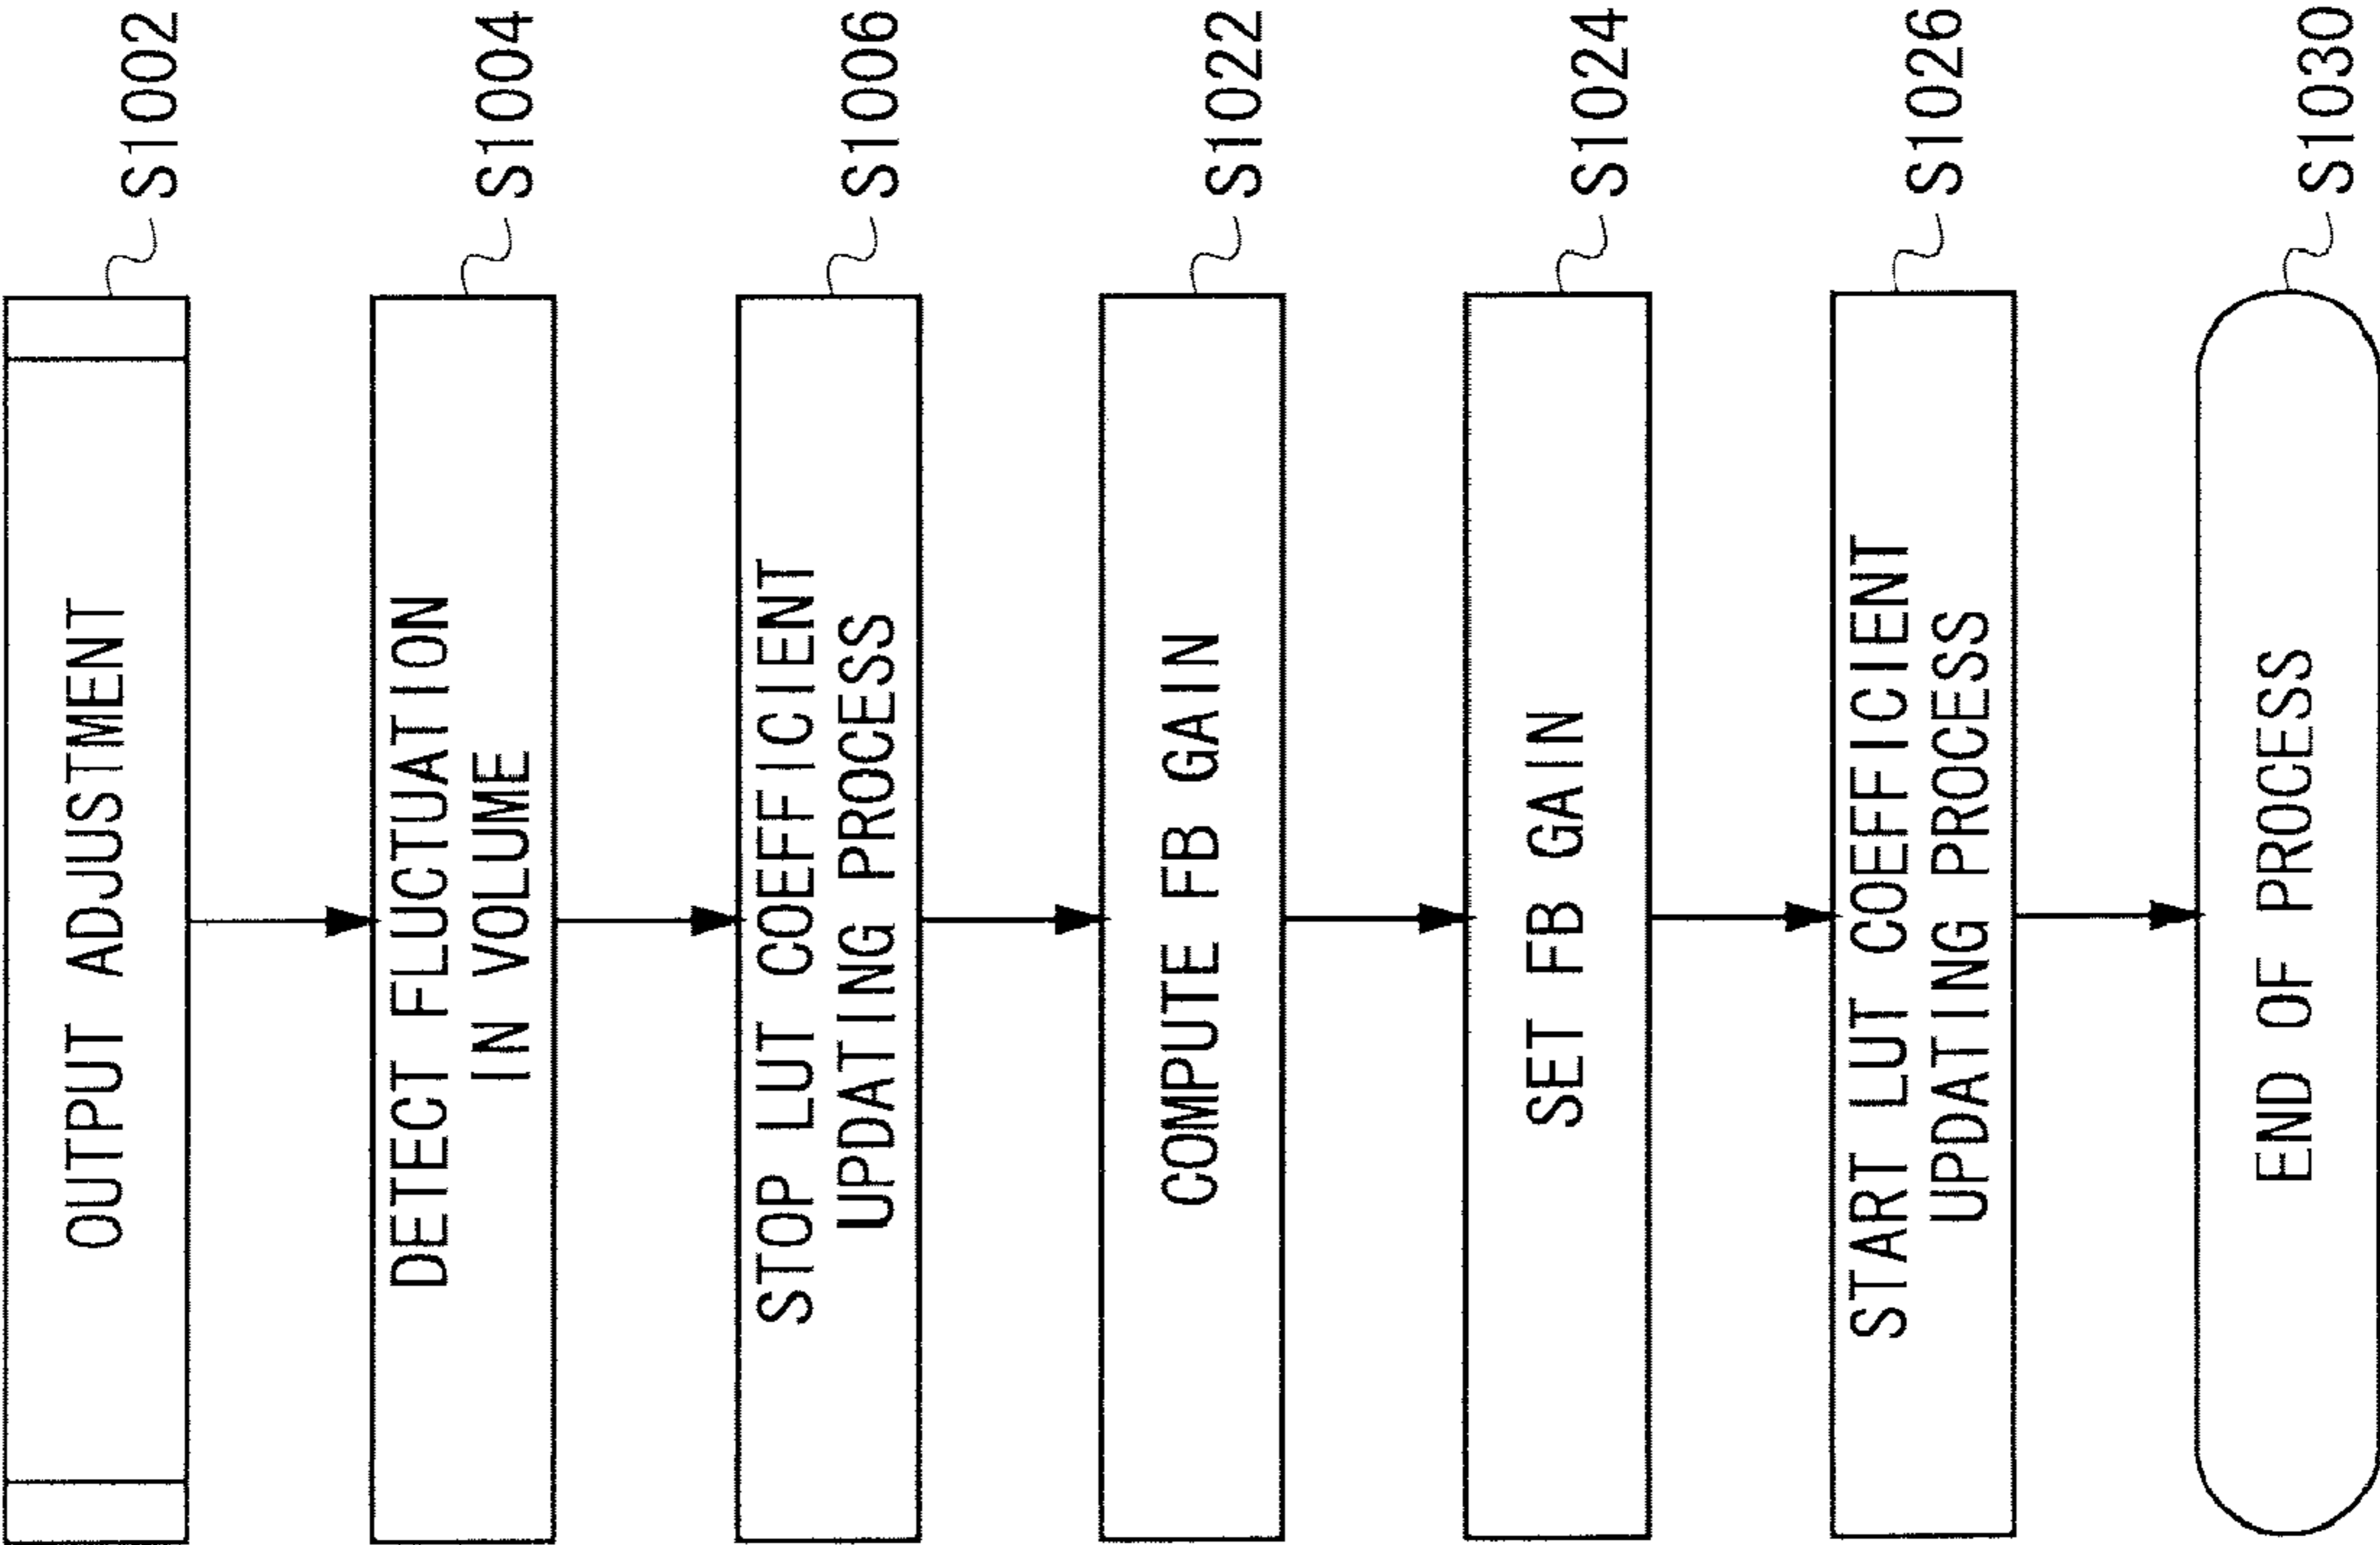 OUTPUT ADJUSTMENT
S1002
DETECT FLUCTUATION
IN VOLUME
S1004
STOP LUT COEFFICIENT
UPDATING PROCESS
S1006
COMPUTE FB GAIN
S1022
SET FB GAIN
S1024
START LUT COEFFICIENT
UPDATING PROCESS
S1026
END OF PROCESS
S1030